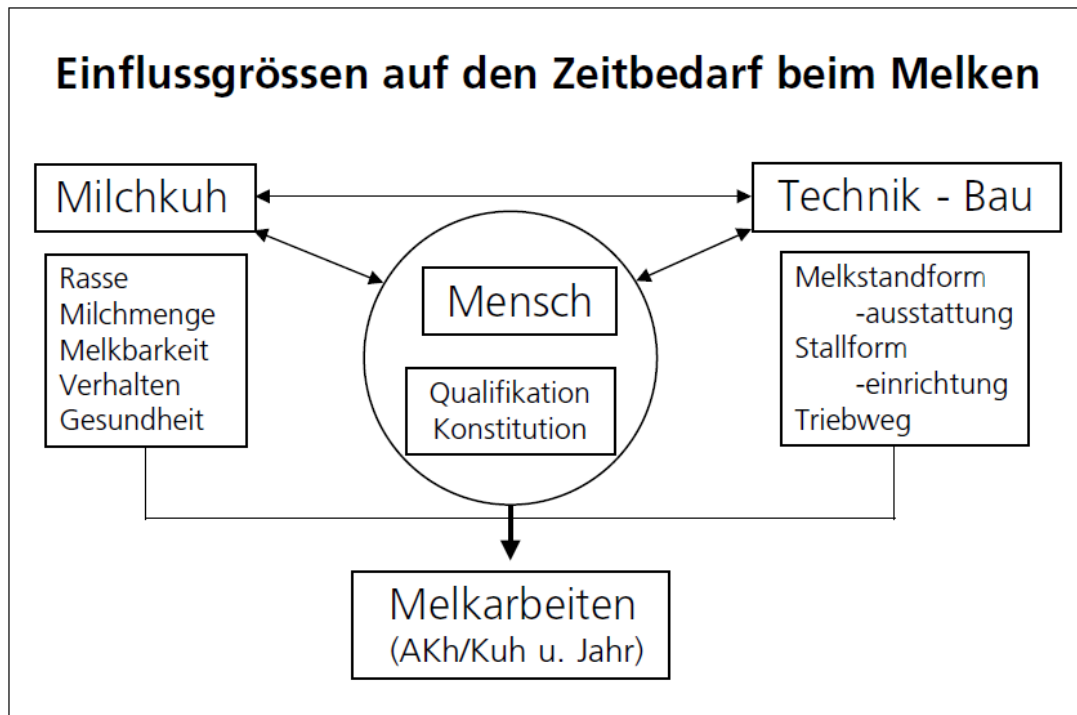 Einflussgrössen auf den Zeitbedarf beim Melken
Milchkuh
Technik - Bau
Rasse
Milchmenge
Melkbarkeit
Verhalten
Gesundheit
Mensch
Qualifikation
Konstitution
Melkstandform
-ausstattung
Stallform
-einrichtung
Triebweg
Melkarbeiten
(AKh/Kuh u. Jahr)